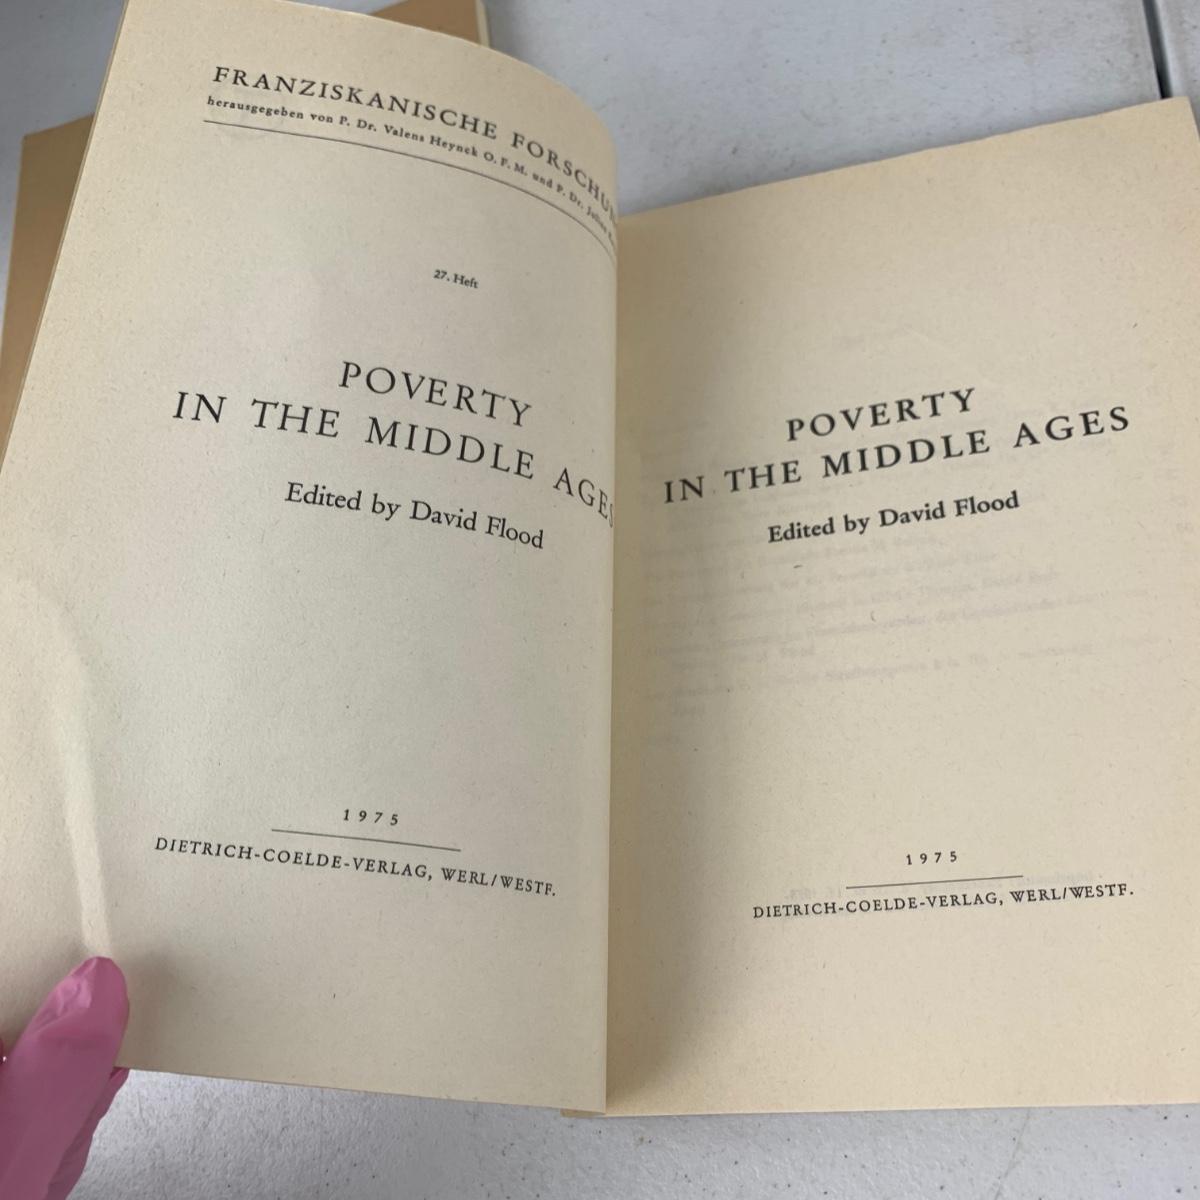 FRANZISKANISCHE FORSCHUN
herausgegeben von P. Dr. Valens Heynck O. F. M. und P. Dr. Julius
27. Heft
POVERTY
IN THE MIDDLE AGES
Edited by David Flood
1975
DIETRICH-COELDE-VERLAG, WERL/WESTF.
POVERTY
IN THE MIDDLE AGES
Edited by David Flood
1975
DIETRICH-COELDE-VERLAG, WERL/WESTF.